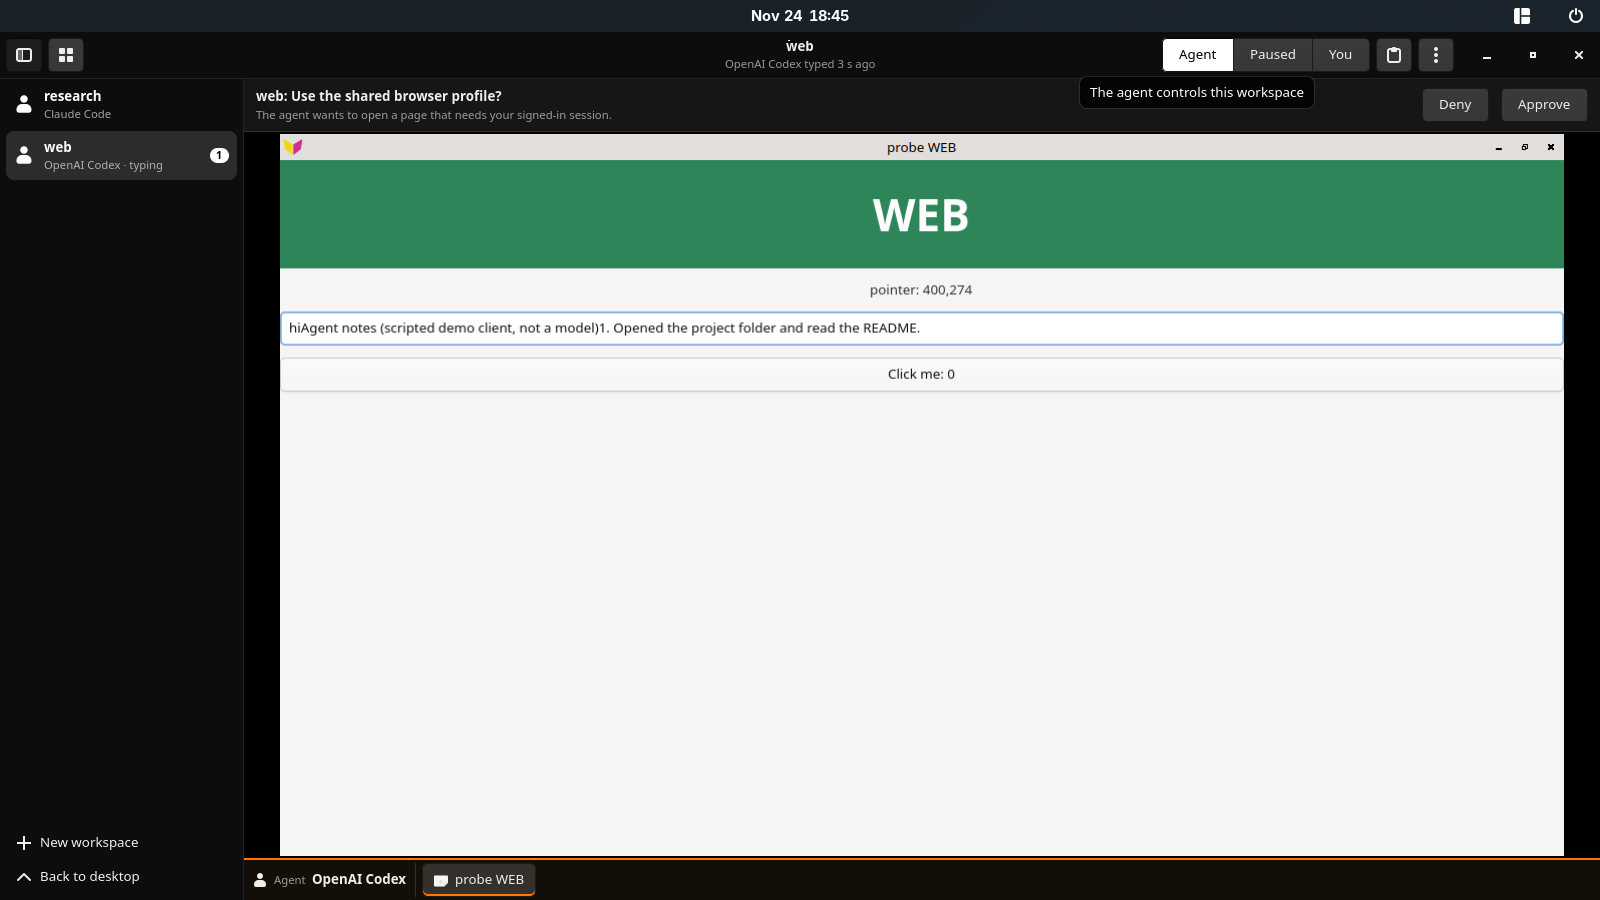 Nov 24 18:45
web
OpenAI Codex typed 3 s ago
Agent
Paused
You
The agent controls this workspace
research
Claude Code
web
OpenAI Codex · typing
1
web: Use the shared browser profile?
The agent wants to open a page that needs your signed-in session.
Deny
Approve
probe WEB
WEB
pointer: 400,274
hiAgent notes (scripted demo client, not a model)1. Opened the project folder and read the README.
Click me: 0
New workspace
Back to desktop
Agent OpenAI Codex
probe WEB